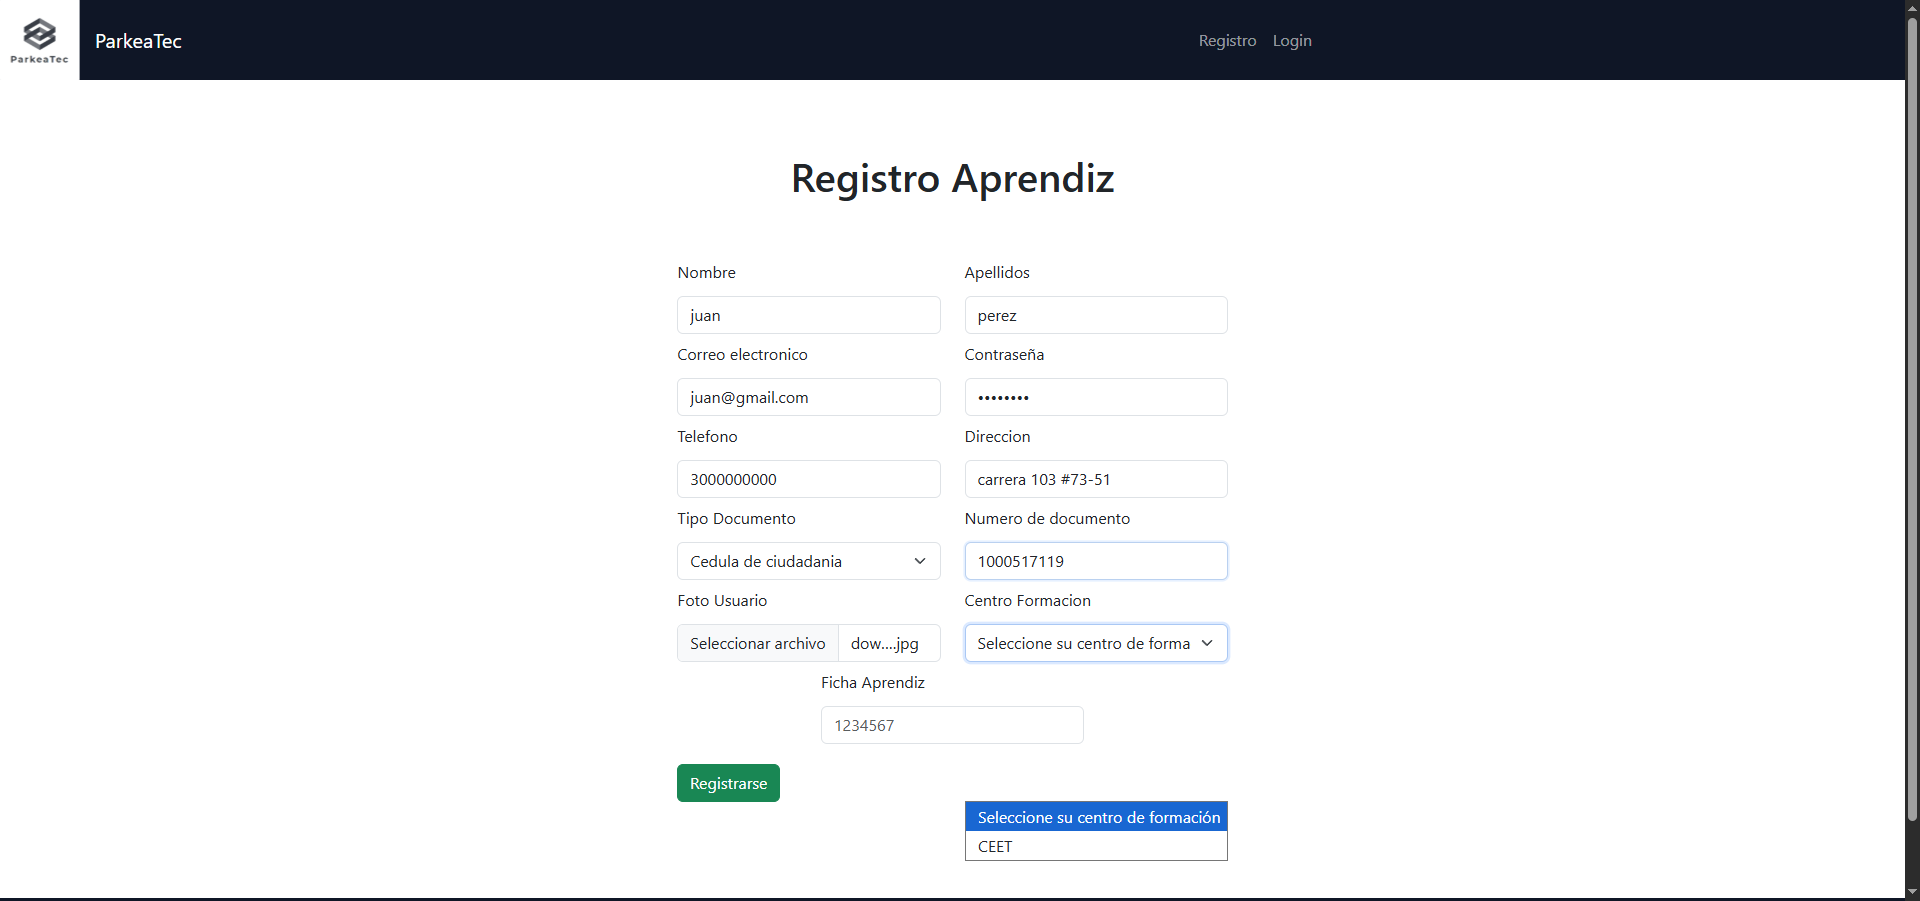 ParkeaTec
ParkeaTec
Registro Login
Registro Aprendiz
Nombre Apellidos
juan perez
Correo electronico Contraseña
juan@gmail.com ••••••••
Telefono Direccion
3000000000 carrera 103 #73-51
Tipo Documento Numero de documento
Cedula de ciudadania 1000517119
Foto Usuario Centro Formacion
Seleccionar archivo dow....jpg Seleccione su centro de forma
Ficha Aprendiz
1234567
Registrarse
Seleccione su centro de formación
CEET